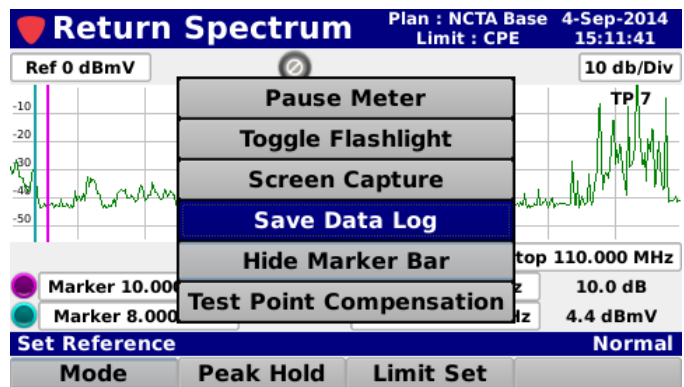 Return Spectrum
Plan : NCTA Base 4-Sep-2014
Limit : CPE 15:11:41
Ref 0 dBmV
10 db/Div
Pause Meter
TP 7
-10
Toggle Flashlight
-20
Screen Capture
-30
-40
Save Data Log
-50
Hide Marker Bar
top 110.000 MHz
Marker 10.000
z
10.0 dB
Test Point Compensation
Marker 8.000
Hz
4.4 dBmV
Set Reference
Normal
Mode
Peak Hold
Limit Set